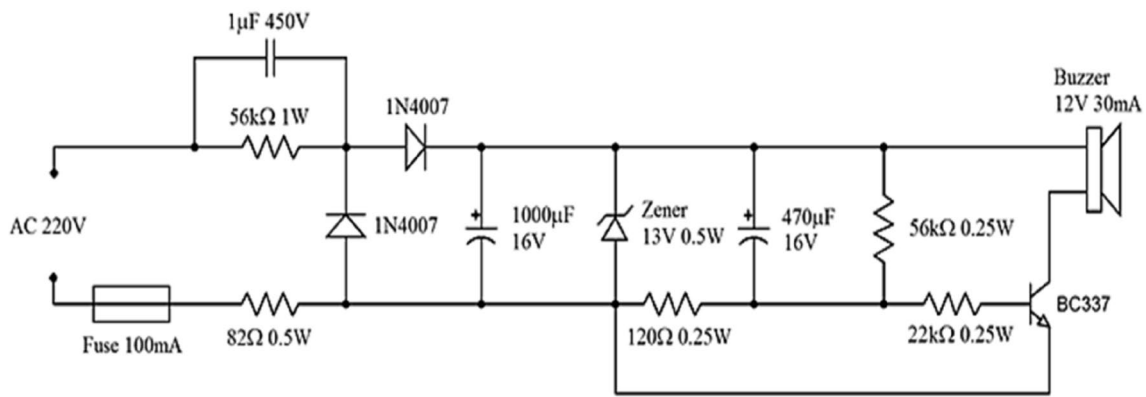 1µF 450V
56kΩ 1W
1N4007
Buzzer
12V 30mA
AC 220V
1N4007
1000µF
16V
Zener
13V 0.5W
470µF
16V
56kΩ 0.25W
Fuse 100mA
82Ω 0.5W
120Ω 0.25W
22kΩ 0.25W
BC337